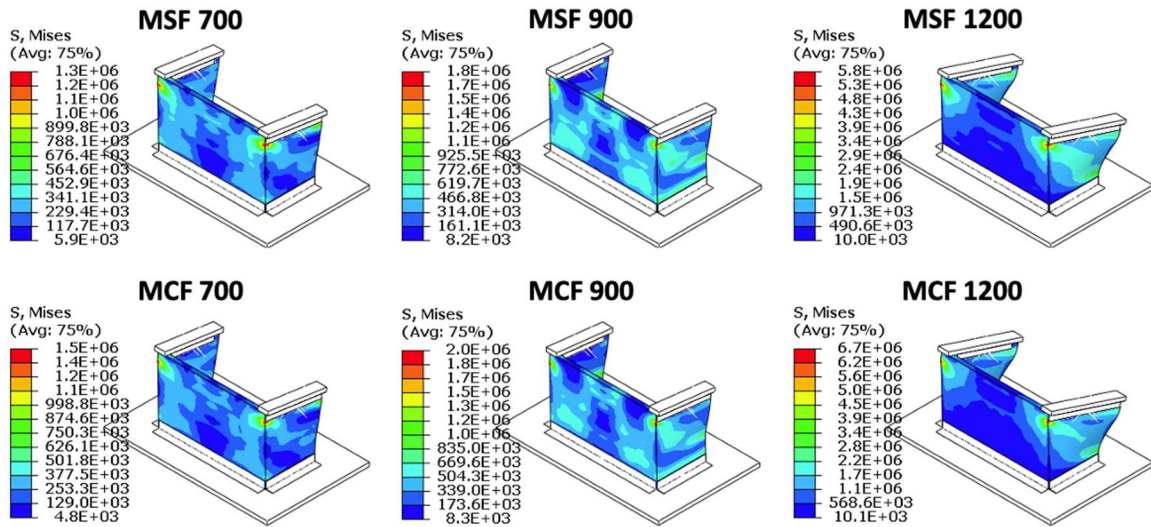 MSF 700
S, Mises
(Avg: 75%)
1.3E+06
1.2E+06
1.1E+06
1.0E+06
899.8E+03
788.1E+03
676.4E+03
564.6E+03
452.9E+03
341.1E+03
229.4E+03
117.7E+03
5.9E+03
MSF 900
S, Mises
(Avg: 75%)
1.8E+06
1.7E+06
1.5E+06
1.4E+06
1.2E+06
1.1E+06
925.5E+03
772.6E+03
619.7E+03
466.8E+03
314.0E+03
161.1E+03
8.2E+03
MSF 1200
S, Mises
(Avg: 75%)
5.8E+06
5.3E+06
4.8E+06
4.3E+06
3.9E+06
3.4E+06
2.9E+06
2.4E+06
1.9E+06
1.5E+06
971.3E+03
490.6E+03
10.0E+03
MCF 700
S, Mises
(Avg: 75%)
1.5E+06
1.4E+06
1.2E+06
1.1E+06
998.8E+03
874.6E+03
750.3E+03
626.1E+03
501.8E+03
377.5E+03
253.3E+03
129.0E+03
4.8E+03
MCF 900
S, Mises
(Avg: 75%)
2.0E+06
1.8E+06
1.7E+06
1.5E+06
1.3E+06
1.2E+06
1.0E+06
835.0E+03
669.6E+03
504.3E+03
339.0E+03
173.6E+03
8.3E+03
MCF 1200
S, Mises
(Avg: 75%)
6.7E+06
6.2E+06
5.6E+06
5.0E+06
4.5E+06
3.9E+06
3.4E+06
2.8E+06
2.2E+06
1.7E+06
1.1E+06
568.6E+03
10.1E+03